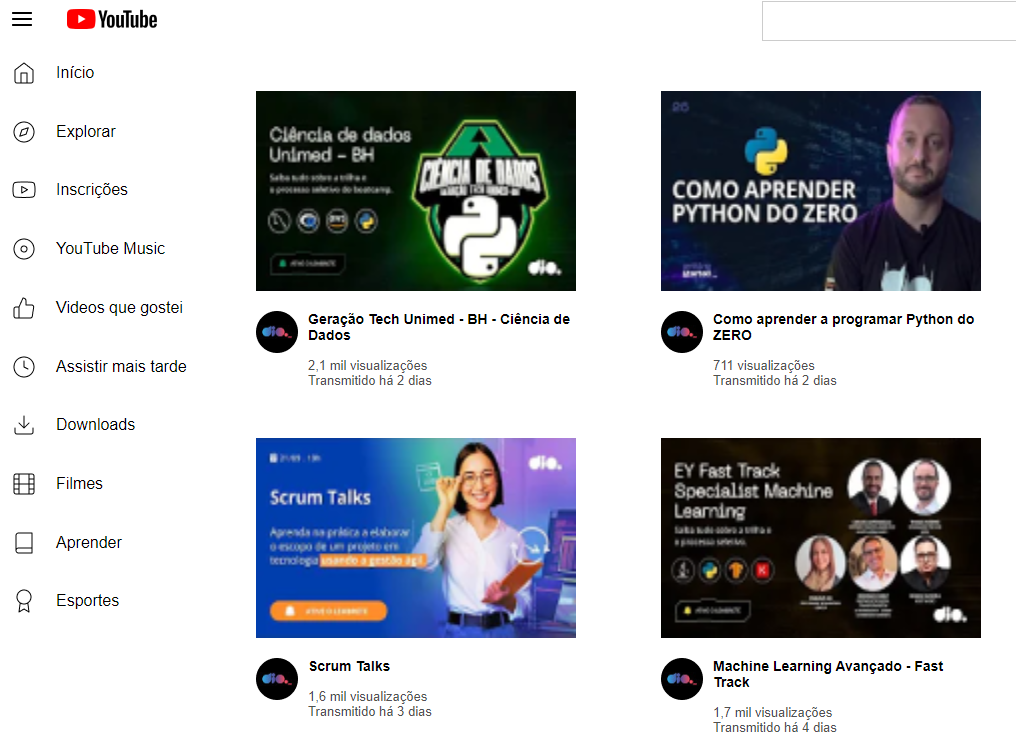 YouTube
Início
Explorar
Inscrições
YouTube Music
Videos que gostei
Assistir mais tarde
Downloads
Filmes
Aprender
Esportes
Ciência de dados
Unimed – BH
Saiba tudo sobre a trilha e
o processo seletivo do bootcamp.
CIÊNCIA DE DADOS
GERAÇÃO TECH UNIMED-BH
ATIVE O LEMBRETE
dio.
Geração Tech Unimed - BH - Ciência de
Dados
2,1 mil visualizações
Transmitido há 2 dias
COMO APRENDER
PYTHON DO ZERO
Como aprender a programar Python do
ZERO
711 visualizações
Transmitido há 2 dias
dio.
Scrum Talks
Aprenda na prática a elaborar
o escopo de um projeto em
tecnologia usando a gestão ágil
ATIVE O LEMBRETE
Scrum Talks
1,6 mil visualizações
Transmitido há 3 dias
EY Fast Track
Specialist Machine
Learning
Saiba tudo sobre a trilha e
o processo seletivo.
ATIVE O LEMBRETE
dio.
Machine Learning Avançado - Fast
Track
1,7 mil visualizações
Transmitido há 4 dias